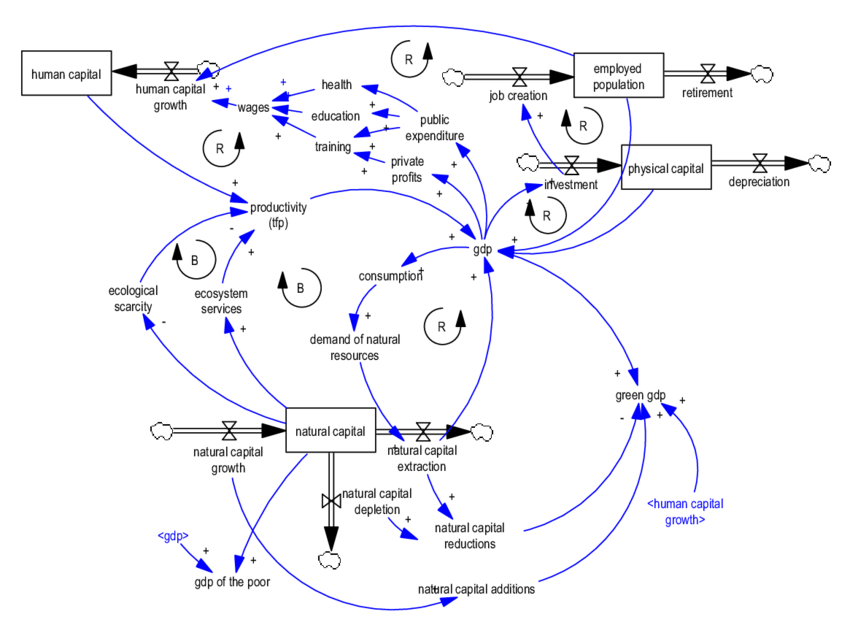 human capital
human capital
growth
health
wages
education
training
public
expenditure
private
profits
R
employed
population
job creation
retirement
R
R
physical capital
investment
depreciation
R
productivity
(tfp)
gdp
B
B
consumption
ecological
scarcity
ecosystem
services
demand of natural
resources
R
green gdp
natural capital
natural capital
growth
natural capital
extraction
natural capital
depletion
natural capital
reductions
<human capital
growth>
<gdp>
gdp of the poor
natural capital additions